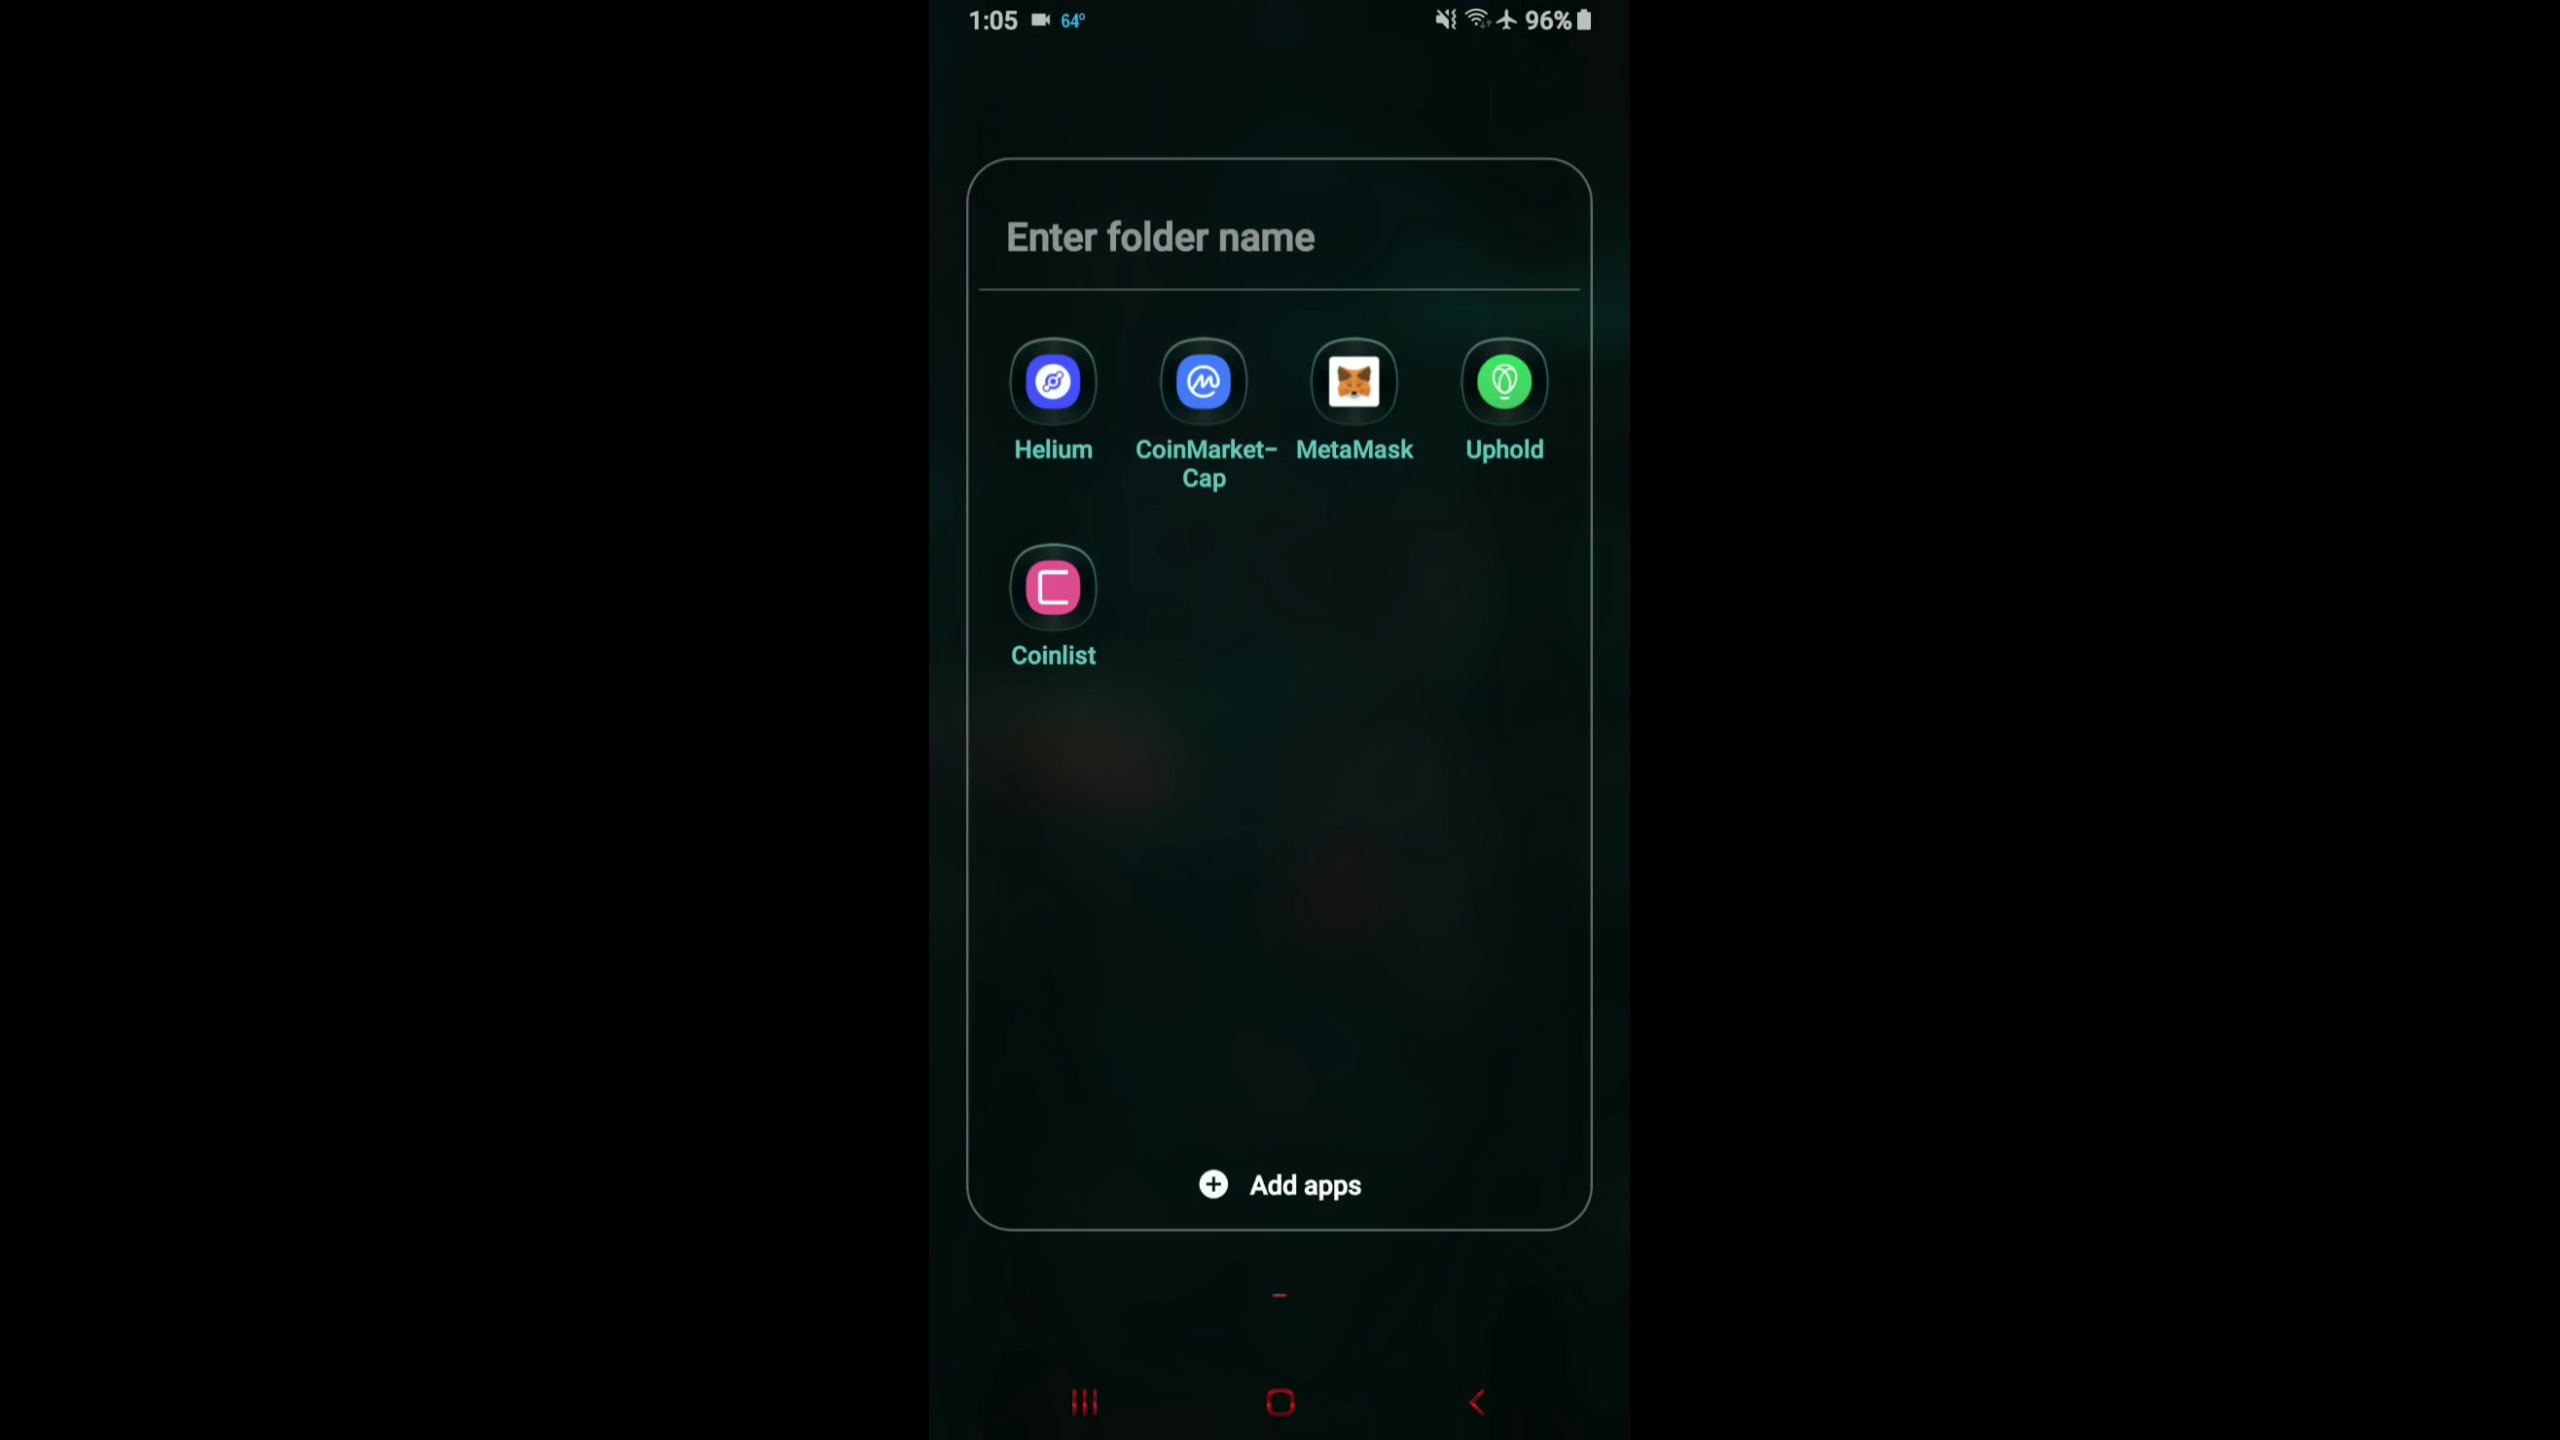 1:05 64° 96%
Enter folder name
Helium CoinMarket- MetaMask Uphold
Cap
Coinlist
Add apps